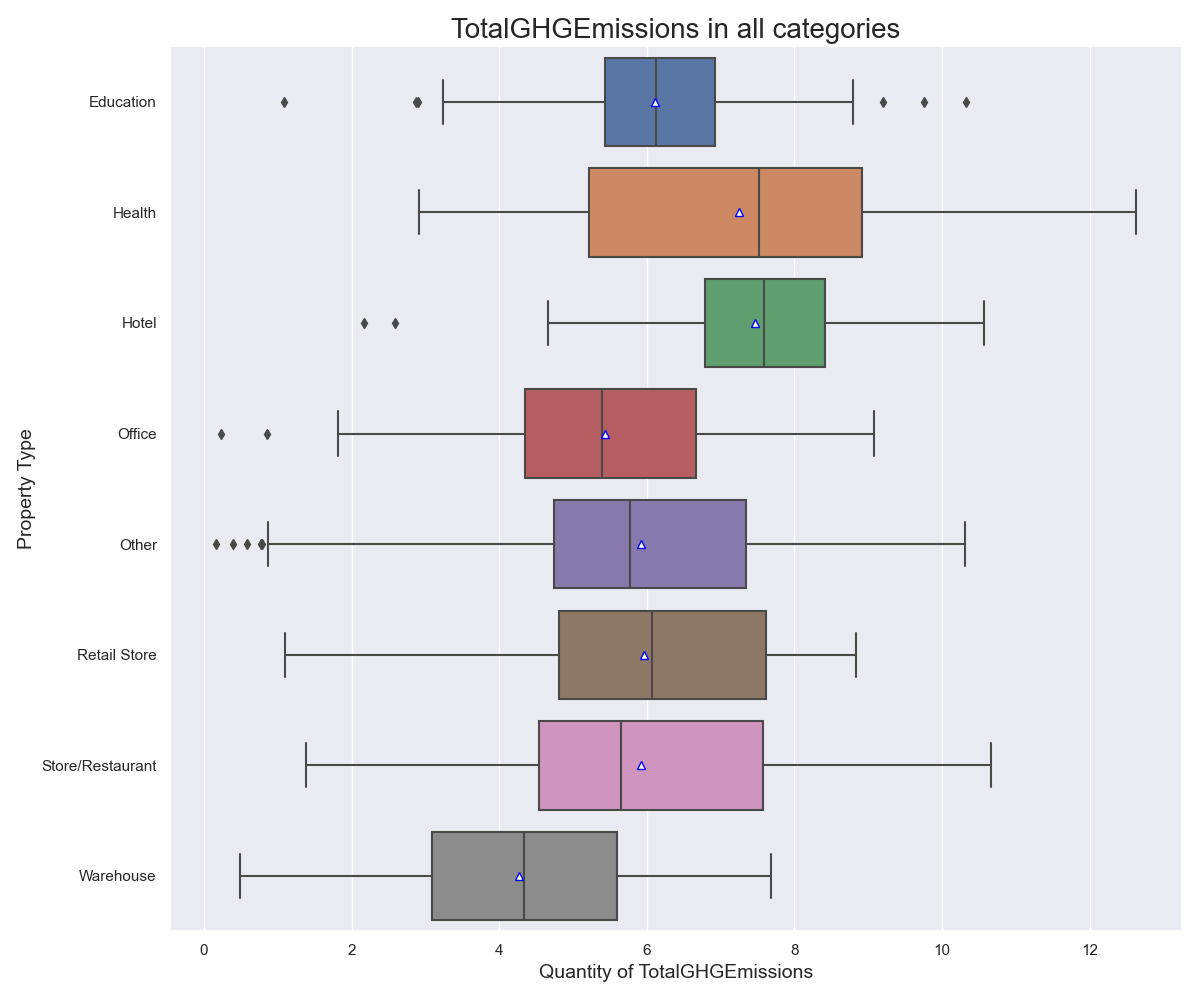 TotalGHGEmissions in all categories
Property Type
Education
Health
Hotel
Office
Other
Retail Store
Store/Restaurant
Warehouse
0 2 4 6 8 10 12
Quantity of TotalGHGEmissions